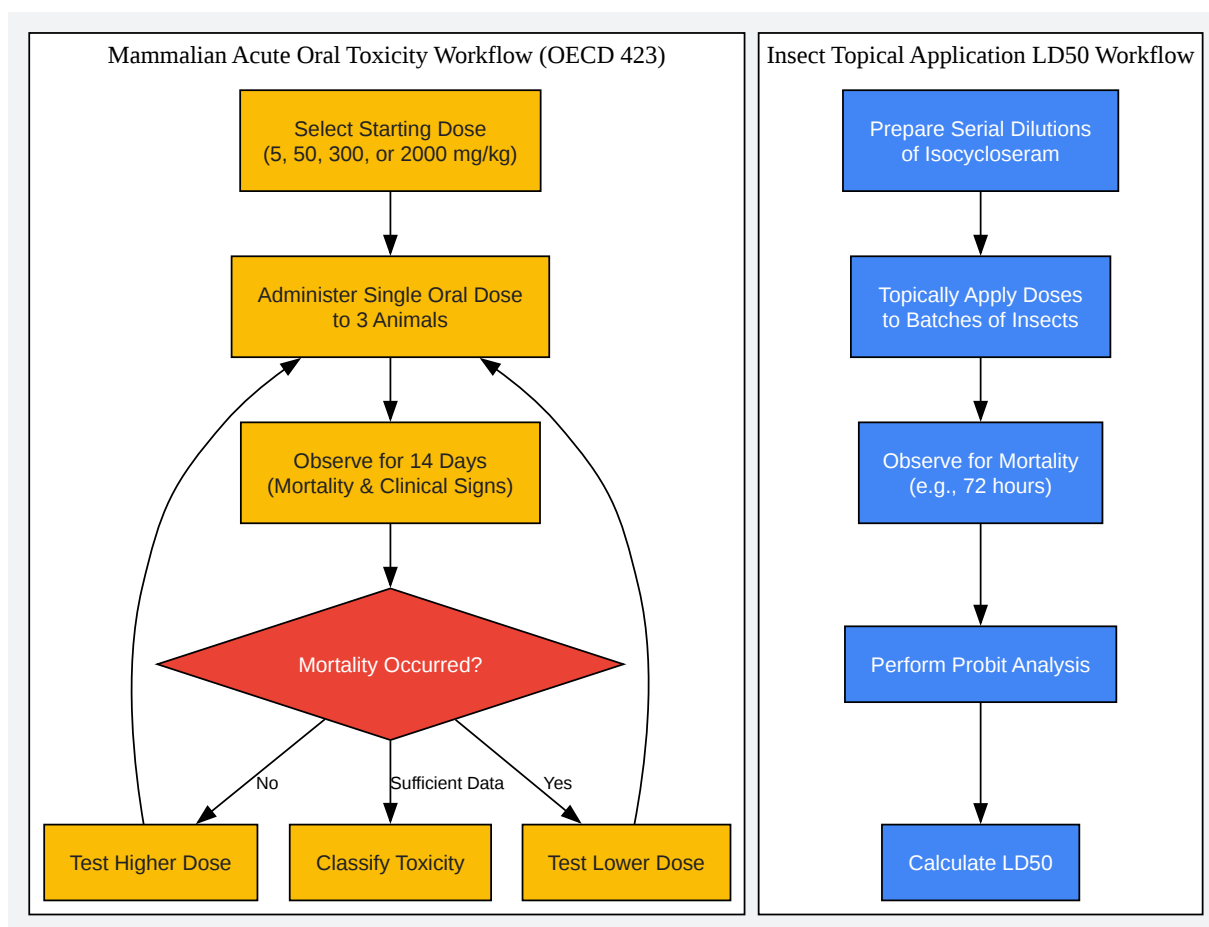 Mammalian Acute Oral Toxicity Workflow (OECD 423)
Select Starting Dose
(5, 50, 300, or 2000 mg/kg)
Administer Single Oral Dose
to 3 Animals
Observe for 14 Days
(Mortality & Clinical Signs)
Mortality Occurred?
No
Sufficient Data
Yes
Test Higher Dose
Classify Toxicity
Test Lower Dose
Insect Topical Application LD50 Workflow
Prepare Serial Dilutions
of Isocycloseram
Topically Apply Doses
to Batches of Insects
Observe for Mortality
(e.g., 72 hours)
Perform Probit Analysis
Calculate LD50